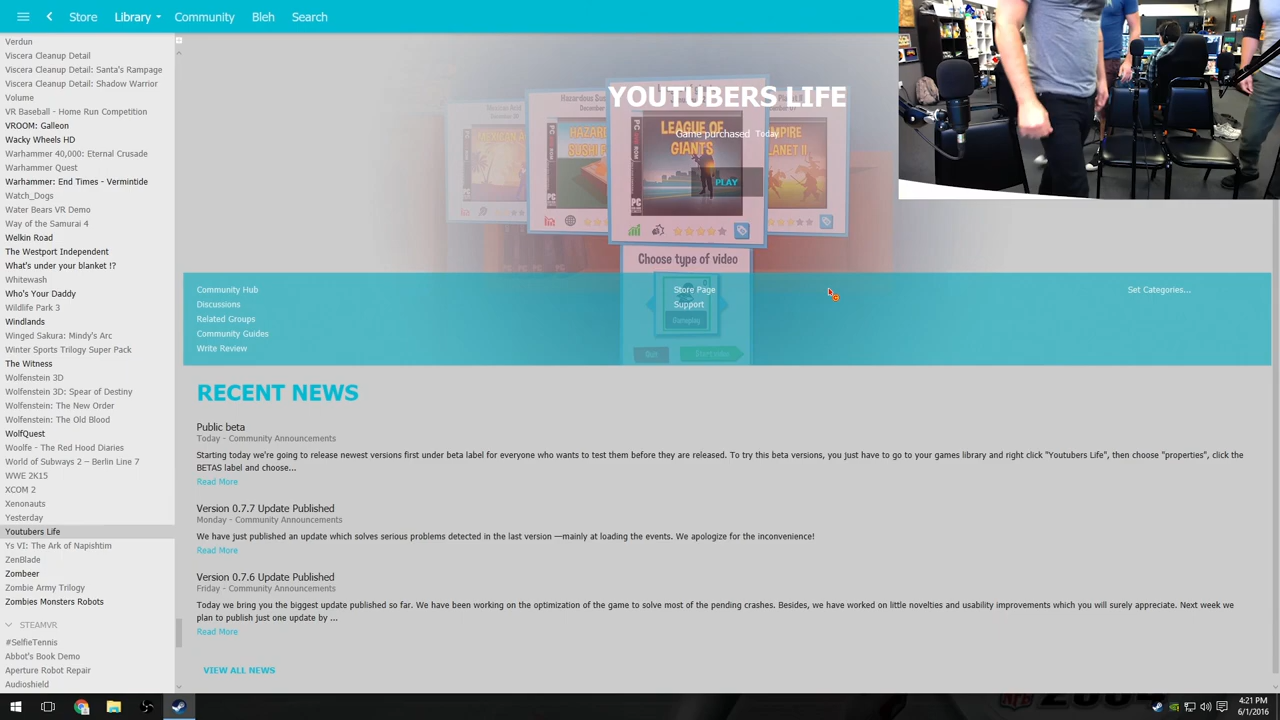 Store Library Community Bleh Search
Verdun
Viscera Cleanup Detail
Viscera Cleanup Detail: Santa's Rampage
Viscera Cleanup Detail: Shadow Warrior
Volume
VR Baseball - Home Run Competition
VROOM: Galleon
Wacky Wheels HD
Warhammer 40,000: Eternal Crusade
Warhammer Quest
Warhammer: End Times - Vermintide
Watch_Dogs
Water Bears VR Demo
Way of the Samurai 4
Welkin Road
The Westport Independent
What's under your blanket !?
Whitewash
Who's Your Daddy
Wildlife Park 3
Windlands
Winged Sakura: Mindy's Arc
Winter Sports Trilogy Super Pack
The Witness
Wolfenstein 3D
Wolfenstein 3D: Spear of Destiny
Wolfenstein: The New Order
Wolfenstein: The Old Blood
WolfQuest
Woolfe - The Red Hood Diaries
World of Subways 2 – Berlin Line 7
WWE 2K15
XCOM 2
Xenonauts
Yesterday
Youtubers Life
Ys VI: The Ark of Napishtim
ZenBlade
Zombeer
Zombie Army Trilogy
Zombies Monsters Robots
STEAMVR
#SelfieTennis
Abbot's Book Demo
Aperture Robot Repair
Audioshield
YOUTUBERS LIFE
Game purchased Today
LEAGUE OF
GIANTS
PLAY
Choose type of video
Gameplay
Quit
Community Hub
Discussions
Related Groups
Community Guides
Write Review
Store Page
Support
Set Categories...
RECENT NEWS
Public beta
Today - Community Announcements
Starting today we're going to release newest versions first under beta label for everyone who wants to test them before they are released. To try this beta versions, you just have to go to your games library and right click "Youtubers Life", then choose "properties", click the
BETAS label and choose...
Read More
Version 0.7.7 Update Published
Monday - Community Announcements
We have just published an update which solves serious problems detected in the last version —mainly at loading the events. We apologize for the inconvenience!
Read More
Version 0.7.6 Update Published
Friday - Community Announcements
Today we bring you the biggest update published so far. We have been working on the optimization of the game to solve most of the pending crashes. Besides, we have worked on little novelties and usability improvements which you will surely appreciate. Next week we
plan to publish just one update by ...
Read More
VIEW ALL NEWS
4:21 PM
6/1/2016